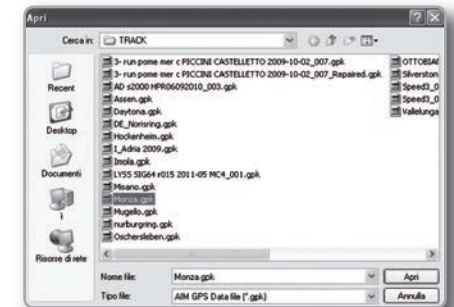 Apri
Cerca in: TRACK
3- run pome mer c PICCINI CASTELLETTO 2009-10-02_007.gpk
3- run pome mer c PICCINI CASTELLETTO 2009-10-02_007_Repaired.gpk
AD s2000 HPR06092010_003.gpk
Assen.gpk
Daytona.gpk
DE_Norisring.gpk
Hockenheim.gpk
I_Adria 2009.gpk
Imola.gpk
LYSS SIG64 r015 2011-05 MC4_001.gpk
Misano.gpk
Monza.gpk
Mugello.gpk
nurburgring.gpk
Oschersleben.gpk
OTTOBIAN
Silverston
Speed3_0
Speed3_0
Vallelunga
Recent
Desktop
Documenti
Risorse di rete
Nome file: Monza.gpk Apri
Tipo file: AIM GPS Data file (*.gpk) Annulla